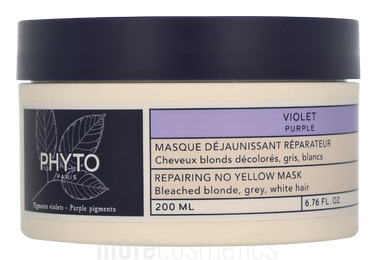 PHYTO
PARIS
Pigments violets - Purple pigments
VIOLET
PURPLE
MASQUE DÉJAUNISSANT RÉPARATEUR
Cheveux blonds décolorés, gris, blancs
REPAIRING NO YELLOW MASK
Bleached blonde, grey, white hair
200 ML 6.76 FL. OZ.
morecosmetics